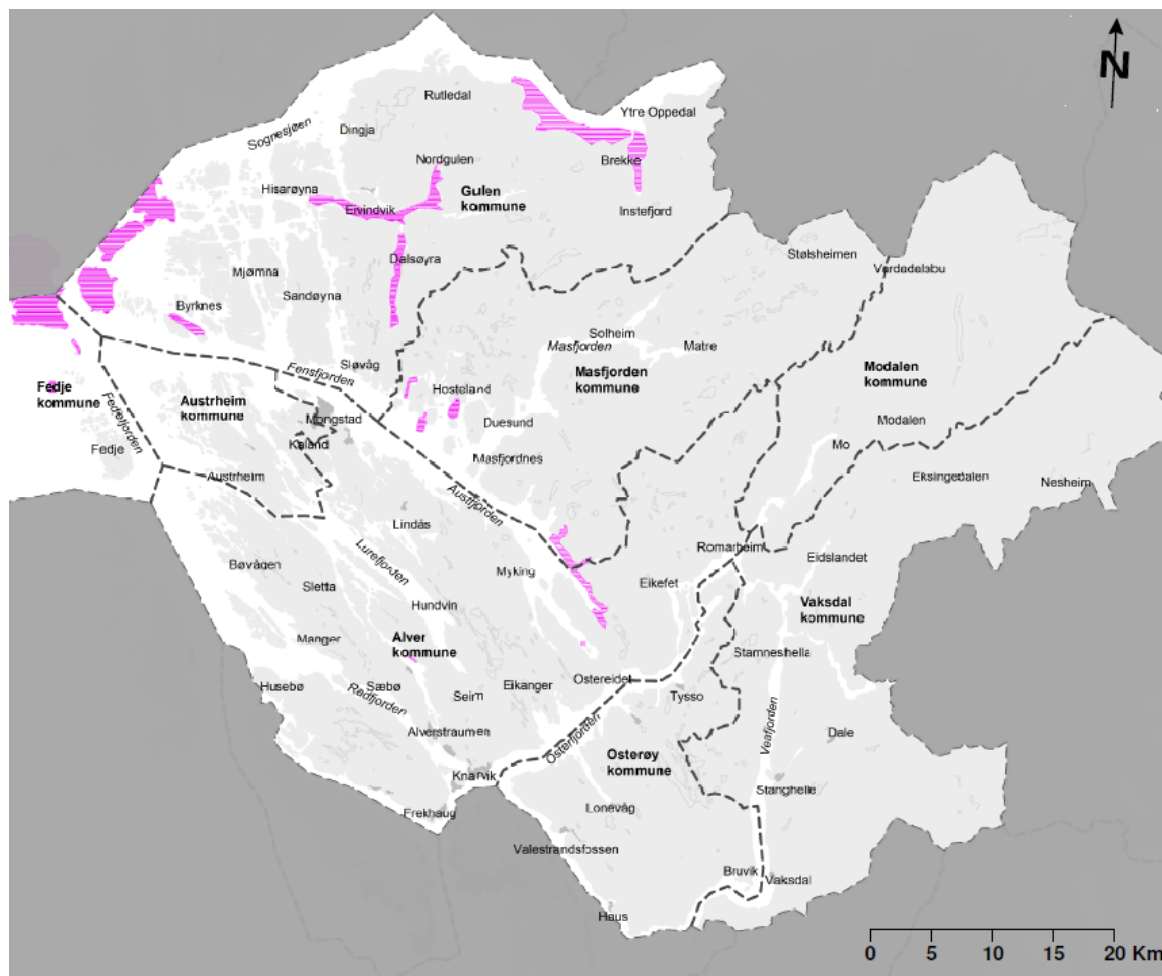 N
Rutledal
Ytre Oppedal
Sognesjøen
Dingja
Nordgulen
Brekke
Hisarøyna
Gulen
kommune
Eivindvik
Instefjord
Stølsheimen
Dalsøyra
Mjømna
Vardadalsbu
Sandøyna
Byrknes
Solheim
Masfjorden
Matre
Fensfjorden
Sløvåg
Masfjorden
kommune
Modalen
kommune
Fedje
kommune
Hosteland
Austrheim
kommune
Fedjefjorden
Mongstad
Duesund
Modalen
Kaland
Mo
Fedje
Masfjordnes
Austrheim
Eksingedalen
Nesheim
Austfjorden
Lindås
Romarheim
Lurefjorden
Eidslandet
Bøvågen
Myking
Sletta
Eikefet
Hundvin
Vaksdal
kommune
Manger
Alver
kommune
Stamneshella
Ostereidet
Husebø
Sæbø
Eikanger
Radfjorden
Seim
Tysso
Veafjorden
Alverstraumen
Osterfjorden
Dale
Osterøy
kommune
Knarvik
Stanghelle
Lonevåg
Frekhaug
Valestrandsfossen
Bruvik
Vaksdal
Haus
0 5 10 15 20 Km